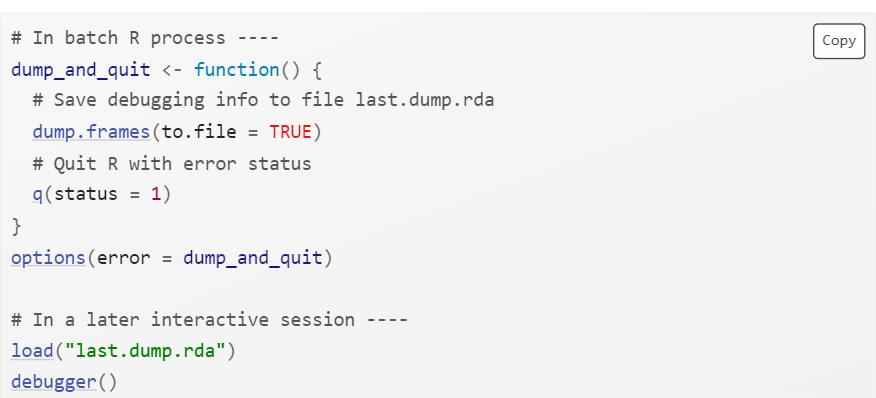 # In batch R process ----
Copy
dump_and_quit <- function() {
  # Save debugging info to file last.dump.rda
  dump.frames(to.file = TRUE)
  # Quit R with error status
  q(status = 1)
}
options(error = dump_and_quit)

# In a later interactive session ----
load("last.dump.rda")
debugger()